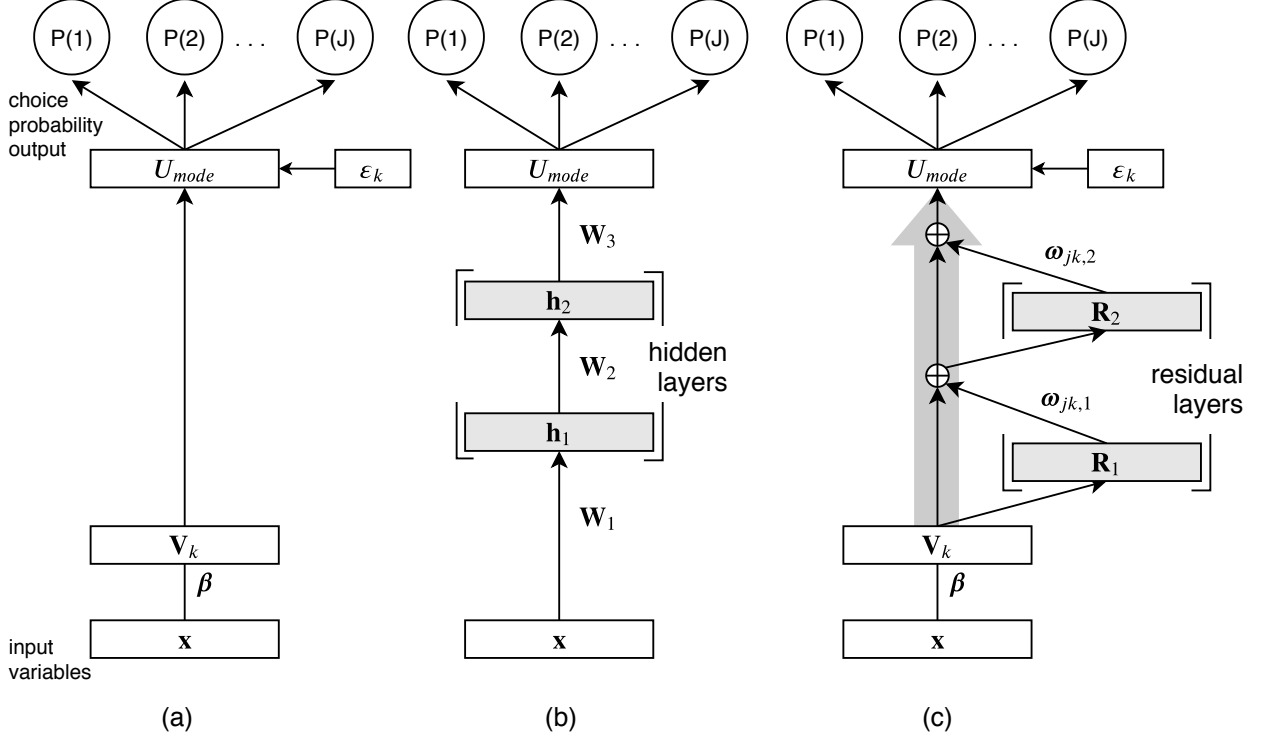 P(1) P(2) . . . P(J)
choice
probability
output
U_mode
ε_k
V_k
β
x
input
variables
(a)
P(1) P(2) . . . P(J)
U_mode
W_3
h_2
W_2
hidden
layers
h_1
W_1
x
(b)
P(1) P(2) . . . P(J)
U_mode
ε_k
ω_jk,2
R_2
residual
layers
ω_jk,1
R_1
V_k
β
x
(c)